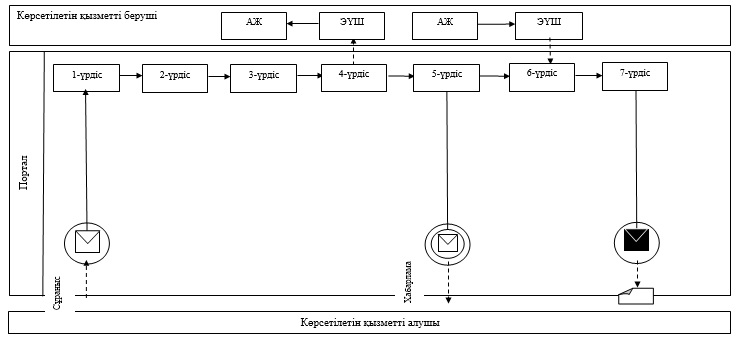 Көрсетілетін қызметті беруші
АЖ
ЭҮШ
АЖ
ЭҮШ
Портал
1-үрдіс
2-үрдіс
3-үрдіс
4-үрдіс
5-үрдіс
6-үрдіс
7-үрдіс
Сұраныс
Хабарлама
Көрсетілетін қызметті алушы